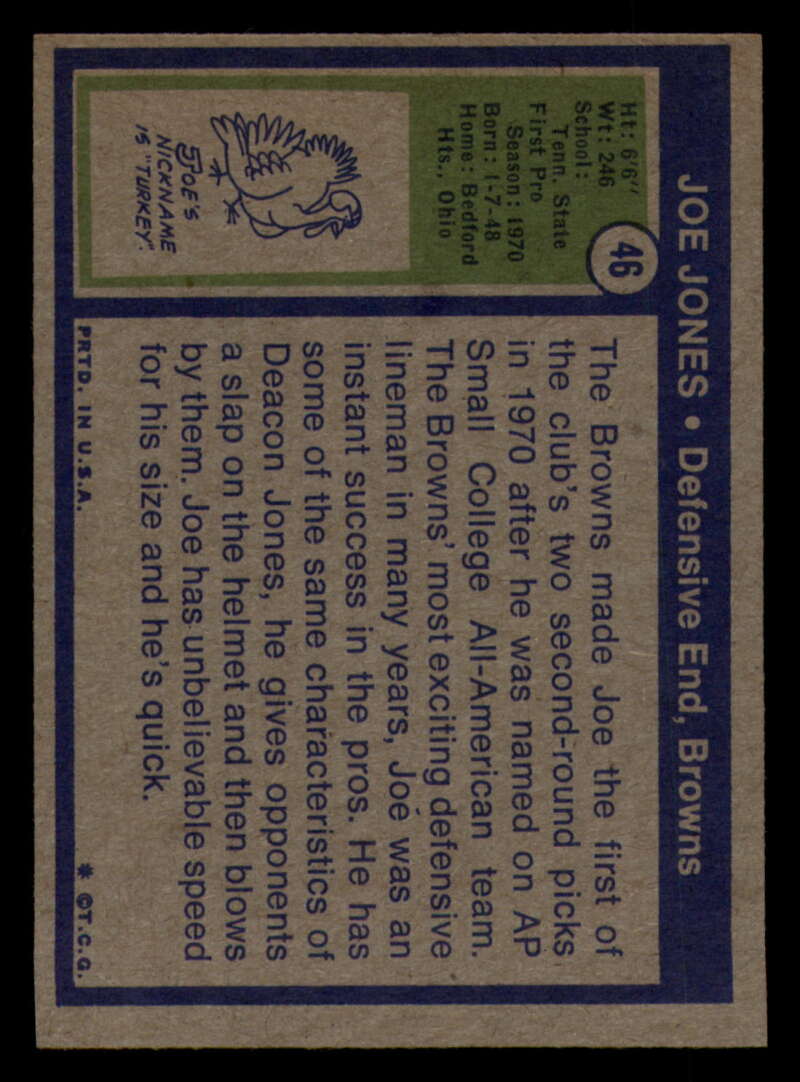 JOE JONES • Defensive End, Browns
46
Ht: 6'6"
Wt: 246
School:
Tenn. State
First Pro
Season: 1970
Born: 1-7-48
Home: Bedford
Hts., Ohio
JOE'S
NICKNAME
IS "TURKEY".
The Browns made Joe the first of
the club's two second-round picks
in 1970 after he was named on AP
Small College All-American team.
The Browns' most exciting defensive
lineman in many years, Joe was an
instant success in the pros. He has
some of the same characteristics of
Deacon Jones, he gives opponents
a slap on the helmet and then blows
by them. Joe has unbelievable speed
for his size and he's quick.
PRTD. IN U.S.A.
* ©T.C.G.